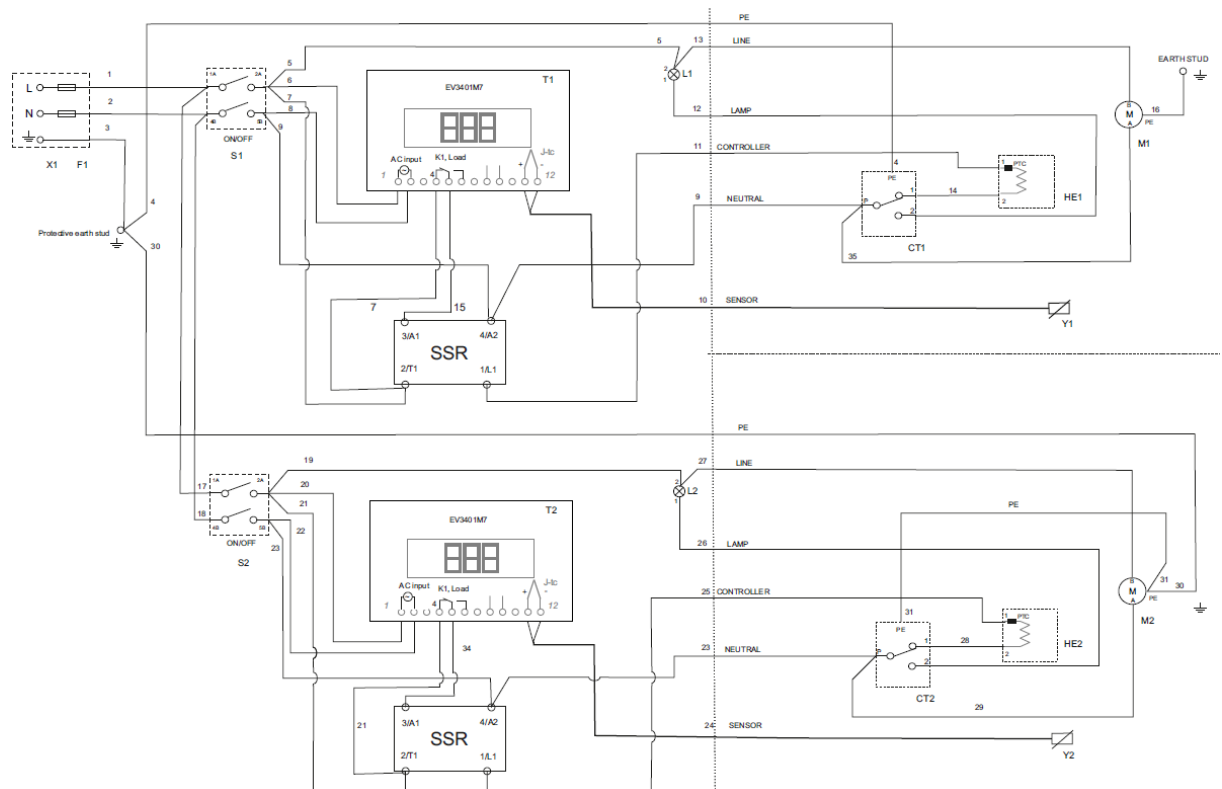 PE
5
13
LINE
5
1
L
1A
2A
6
T1
EV3401M7
2
1
L1
EARTH STUD
7
2
N
8
12
LAMP
B
M
A
16
PE
M1
3
4B
5B
9
ON/OFF
S1
X1
F1
AC input
K1, Load
J-tc
1
4
+
-
12
11
CONTROLLER
4
1
PTC
2
HE1
PE
1
14
P
2
CT1
9
NEUTRAL
4
Protective earth stud
30
35
7
15
10
SENSOR
Y1
3/A1
4/A2
SSR
2/T1
1/L1
PE
19
27
LINE
17
1A
2A
20
2
1
L2
21
T2
EV3401M7
PE
18
4B
5B
22
ON/OFF
23
S2
26
LAMP
31
30
B
M
A
PE
M2
AC input
K1, Load
J-tc
1
4
+
-
12
25
CONTROLLER
31
1
PTC
2
HE2
PE
1
28
P
2
CT2
34
23
NEUTRAL
29
21
3/A1
4/A2
SSR
2/T1
1/L1
24
SENSOR
Y2